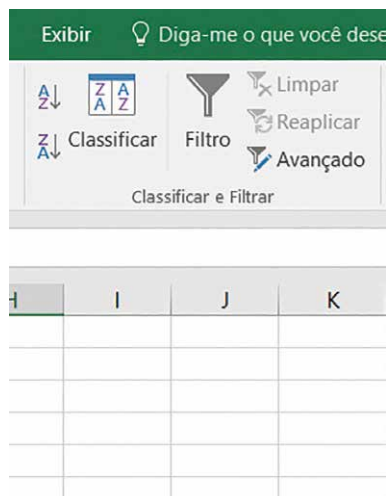 Exibir Diga-me o que você dese
A Z Z A A Z Limpar
Z A Classificar Filtro Reaplicar
Avançado
Classificar e Filtrar
H I J K